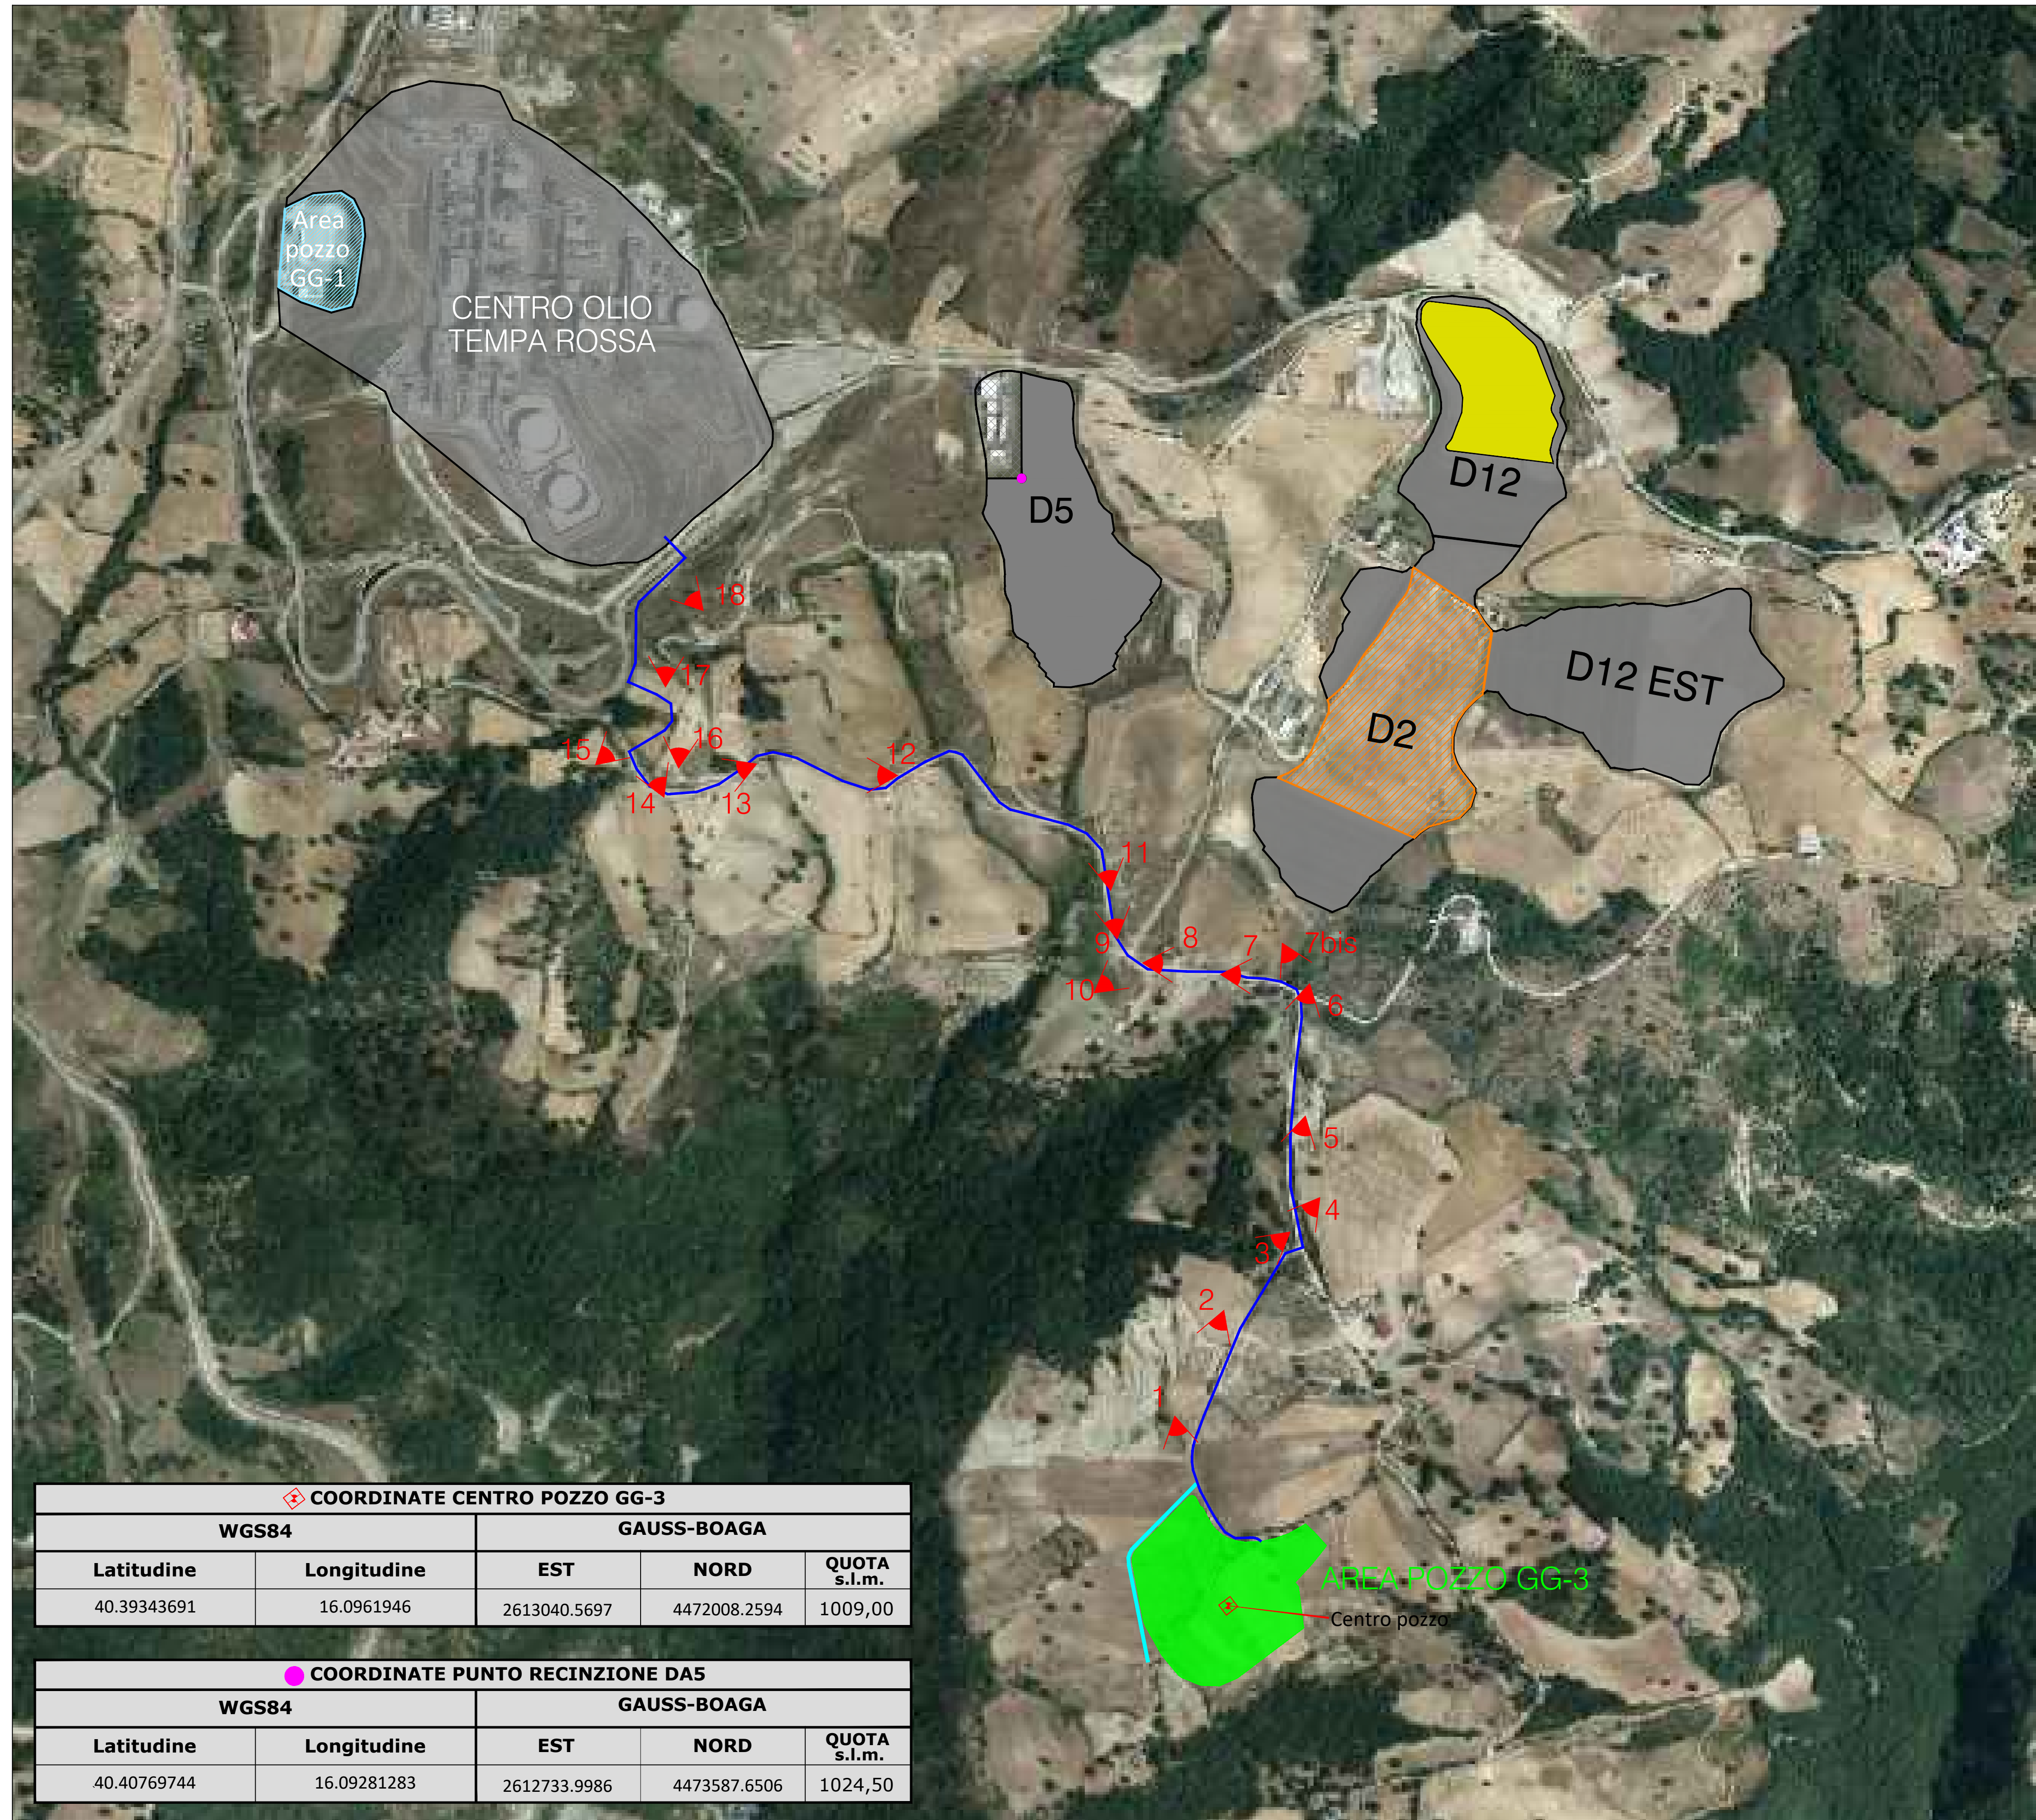 Area
pozzo
GG-1
CENTRO OLIO
TEMPA ROSSA
D5
D12
D12 EST
D2
18
17
16
15
14
13
12
11
9
8
7
7bis
10
6
5
4
3
2
1
AREA POZZO GG-3
Centro pozzo
COORDINATE CENTRO POZZO GG-3
WGS84 GAUSS-BOAGA
Latitudine Longitudine EST NORD QUOTA s.l.m.
40.39343691 16.0961946 2613040.5697 4472008.2594 1009,00
COORDINATE PUNTO RECINZIONE DA5
WGS84 GAUSS-BOAGA
Latitudine Longitudine EST NORD QUOTA s.l.m.
40.40769744 16.09281283 2612733.9986 4473587.6506 1024,50